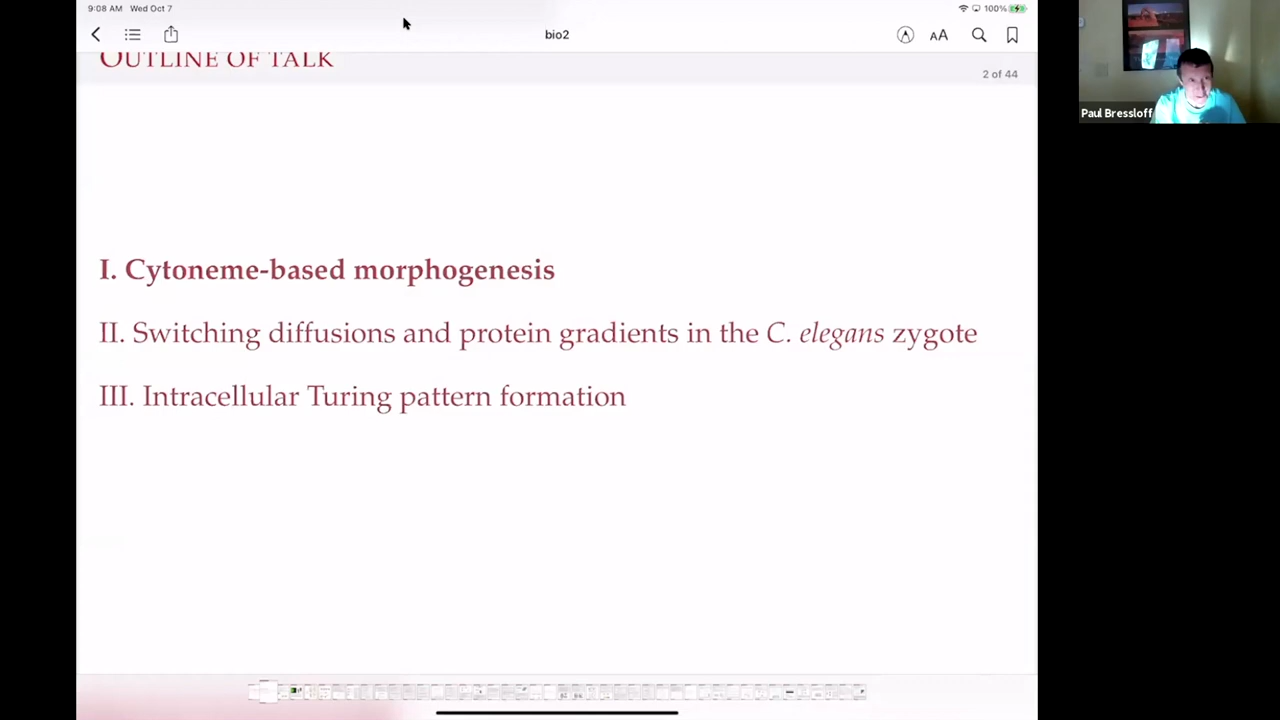 9:08 AM Wed Oct 7
100%
bio2
AA
OUTLINE OF TALK
2 of 44
Paul Bressloff
I. Cytoneme-based morphogenesis
II. Switching diffusions and protein gradients in the C. elegans zygote
III. Intracellular Turing pattern formation